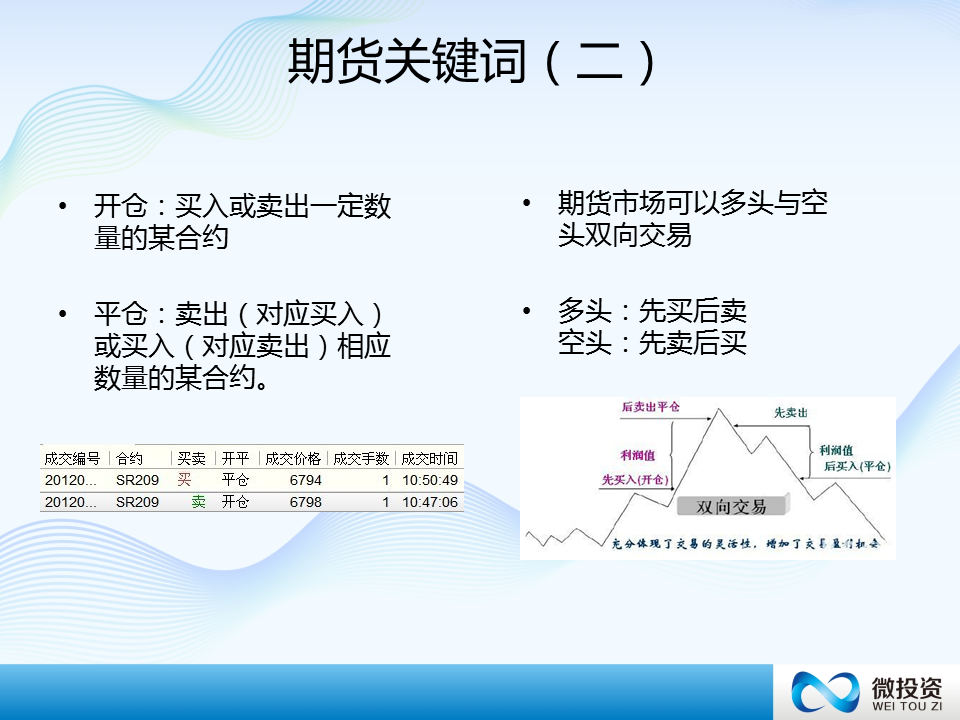 期货关键词（二）
• 开仓：买入或卖出一定数
量的某合约
• 平仓：卖出（对应买入）
或买入（对应卖出）相应
数量的某合约。
成交编号 合约 买卖 开平 成交价格 成交手数 成交时间
20120... SR209 买 平仓 6794 1 10:50:49
20120... SR209 卖 开仓 6798 1 10:47:06
• 期货市场可以多头与空
头双向交易
• 多头：先买后卖
空头：先卖后买
后卖出平仓
先卖出
利润值
利润值
后买入(平仓)
先买入(开仓)
双向交易
充分体现了交易的灵活性，增加了交易盈利机会
微投资
WEI TOU ZI